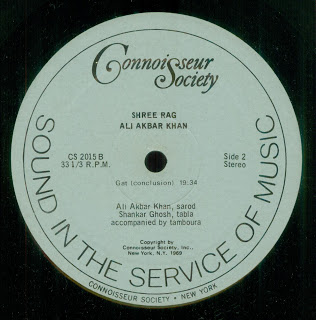 Connoisseur
Society
SHREE RAG
ALI AKBAR KHAN
CS 2015 B
33 1/3 R.P.M.
Side 2
Stereo
Gat (conclusion) 19:34
Ali Akbar Khan, sarod
Shankar Ghosh, tabla
accompanied by tamboura
Copyright by
Connoisseur Society, Inc.,
New York, N.Y. 1969
SOUND IN THE SERVICE OF MUSIC
CONNOISSEUR SOCIETY • NEW YORK